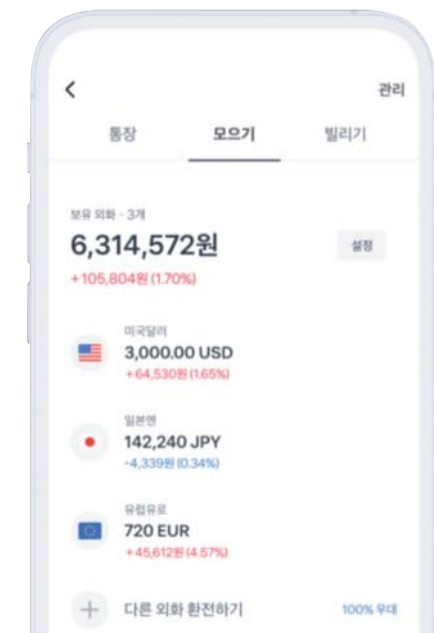 관리
통장 모으기 빌리기
보유 외화 · 3개
6,314,572원 설정
+105,804원 (1.70%)
미국달러
3,000.00 USD
+64,530원 (1.65%)
일본엔
142,240 JPY
-4,339원 (0.34%)
유럽유로
720 EUR
+45,612원 (4.57%)
다른 외화 환전하기 100% 우대